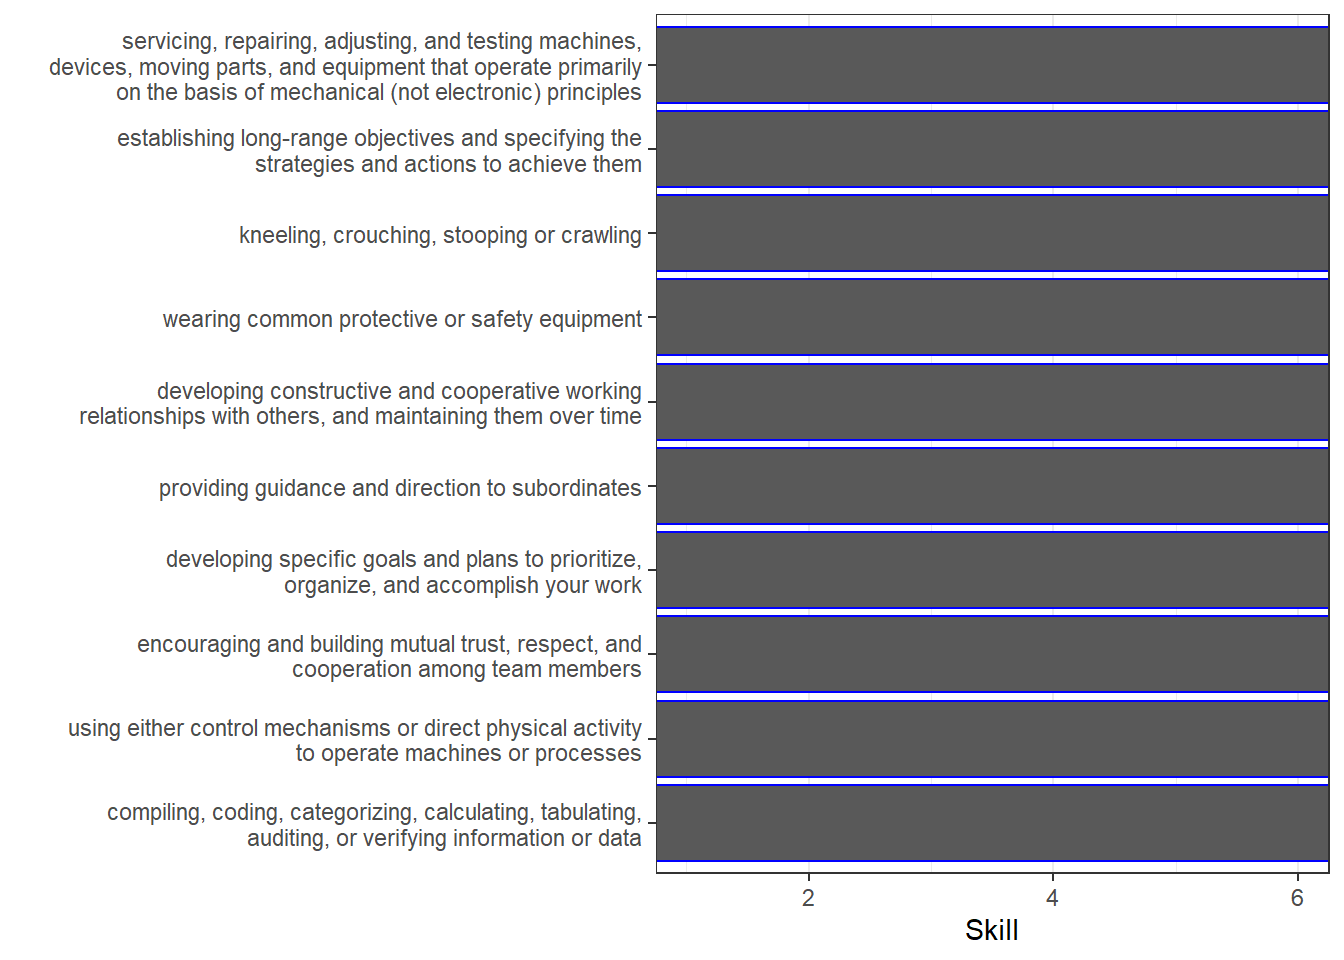 servicing, repairing, adjusting, and testing machines,
devices, moving parts, and equipment that operate primarily
on the basis of mechanical (not electronic) principles
establishing long-range objectives and specifying the
strategies and actions to achieve them
kneeling, crouching, stooping or crawling
wearing common protective or safety equipment
developing constructive and cooperative working
relationships with others, and maintaining them over time
providing guidance and direction to subordinates
developing specific goals and plans to prioritize,
organize, and accomplish your work
encouraging and building mutual trust, respect, and
cooperation among team members
using either control mechanisms or direct physical activity
to operate machines or processes
compiling, coding, categorizing, calculating, tabulating,
auditing, or verifying information or data
2 4 6
Skill